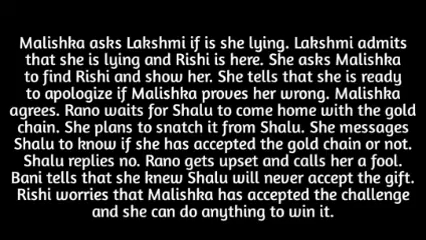 Malishka asks Lakshmi if is she lying. Lakshmi admits
that she is lying and Rishi is here. She asks Malishka
to find Rishi and show her. She tells that she is ready
to apologize if Malishka proves her wrong. Malishka
agrees. Rano waits for Shalu to come home with the gold
chain. She plans to snatch it from Shalu. She messages
Shalu to know if she has accepted the gold chain or not.
Shalu replies no. Rano gets upset and calls her a fool.
Bani tells that she knew Shalu will never accept the gift.
Rishi worries that Malishka has accepted the challenge
and she can do anything to win it.